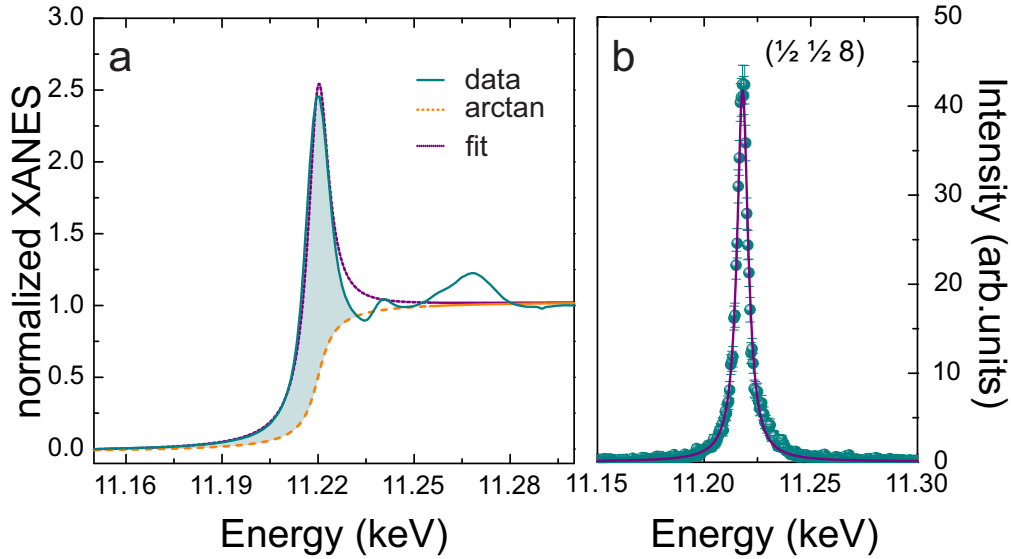 a
data
arctan
fit
normalized XANES
3.0
2.5
2.0
1.5
1.0
0.5
0.0
11.16
11.19
11.22
11.25
11.28
Energy (keV)
b
(½ ½ 8)
50
40
30
20
10
0
Intensity (arb.units)
11.15
11.20
11.25
11.30
Energy (keV)